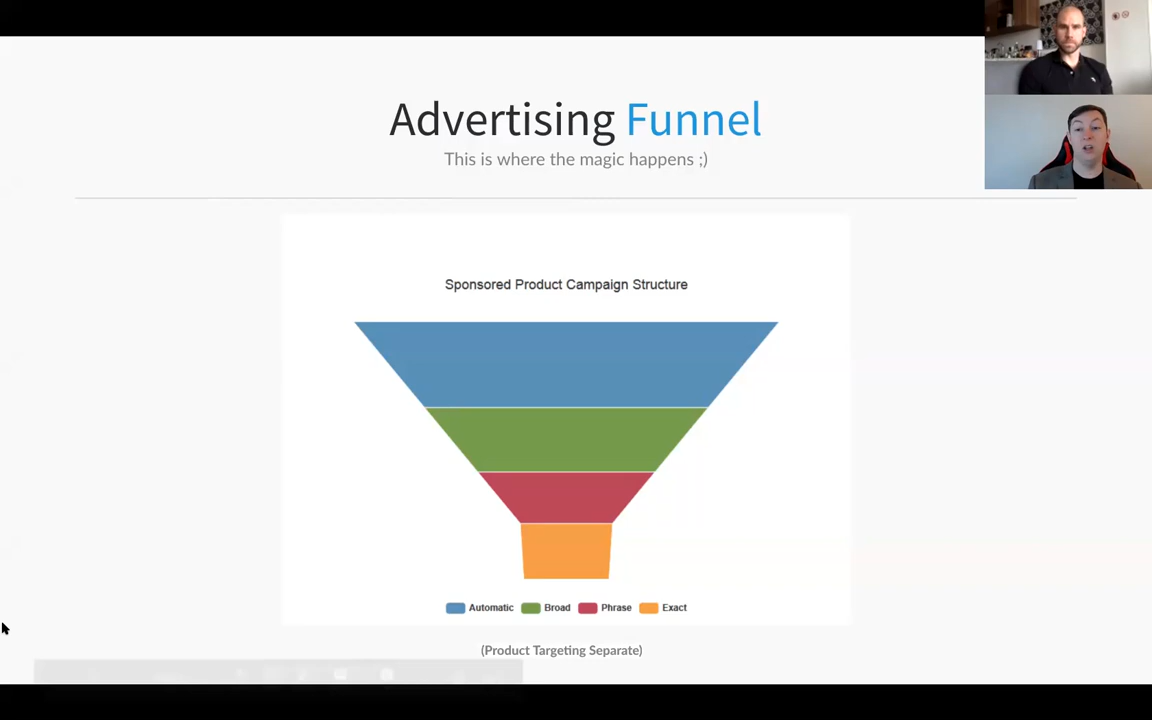 Advertising Funnel
This is where the magic happens ;)
Sponsored Product Campaign Structure
Automatic Broad Phrase Exact
(Product Targeting Separate)